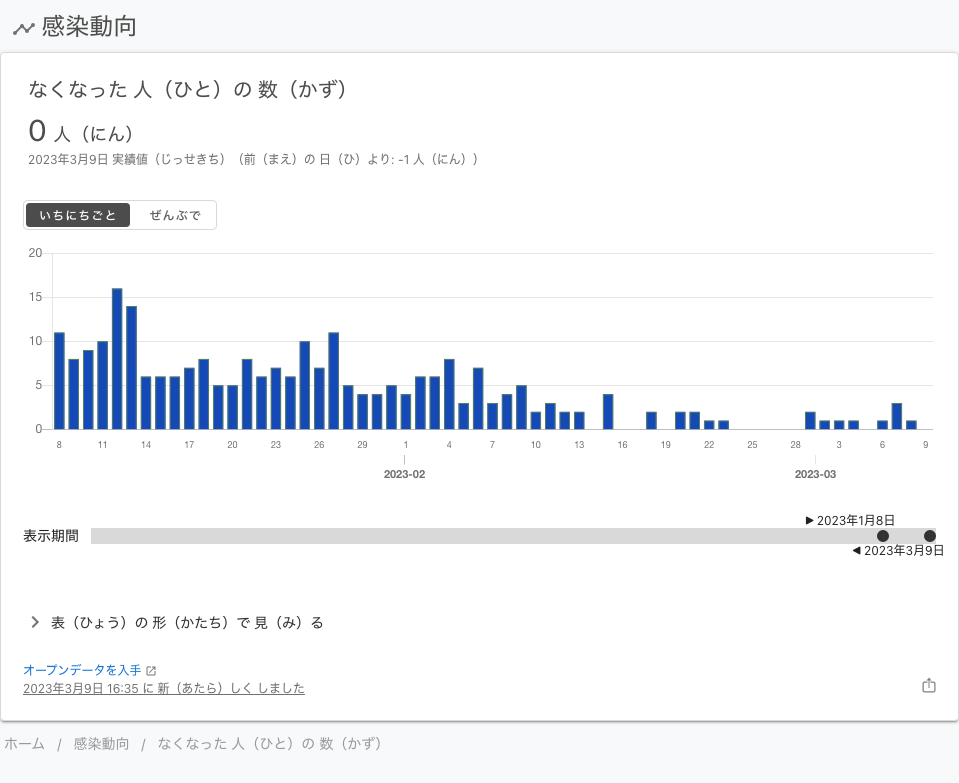 感染動向
なくなった 人（ひと）の 数（かず）
0 人（にん）
2023年3月9日 実績値（じっせきち）（前（まえ）の 日（ひ）より: -1 人（にん））
いちにちごと ぜんぶで
20
15
10
5
0
8 11 14 17 20 23 26 29 1 4 7 10 13 16 19 22 25 28 3 6 9
2023-02 2023-03
▶ 2023年1月8日
表示期間
◀ 2023年3月9日
表（ひょう）の 形（かたち）で 見（み）る
オープンデータを入手
2023年3月9日 16:35 に 新（あたら）しく しました
ホーム / 感染動向 / なくなった 人（ひと）の 数（かず）